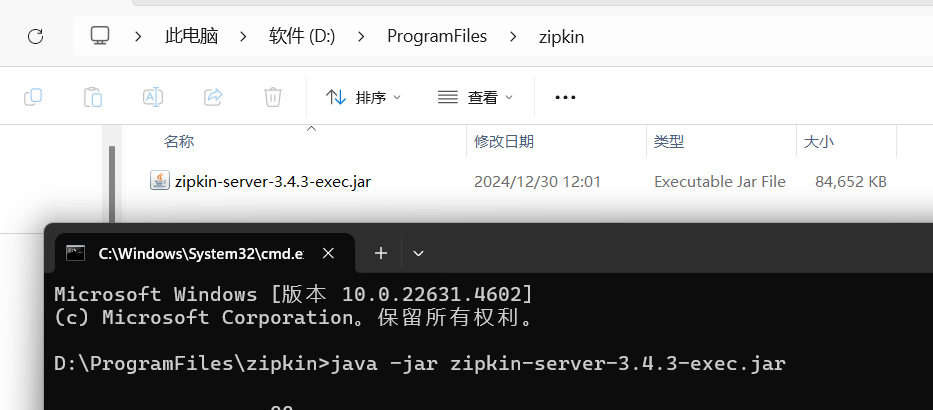 此电脑 > 软件 (D:) > ProgramFiles > zipkin
排序 查看 •••
名称 修改日期 类型 大小
zipkin-server-3.4.3-exec.jar 2024/12/30 12:01 Executable Jar File 84,652 KB
C:\Windows\System32\cmd.e
Microsoft Windows [版本 10.0.22631.4602]
(c) Microsoft Corporation。保留所有权利。
D:\ProgramFiles\zipkin>java -jar zipkin-server-3.4.3-exec.jar